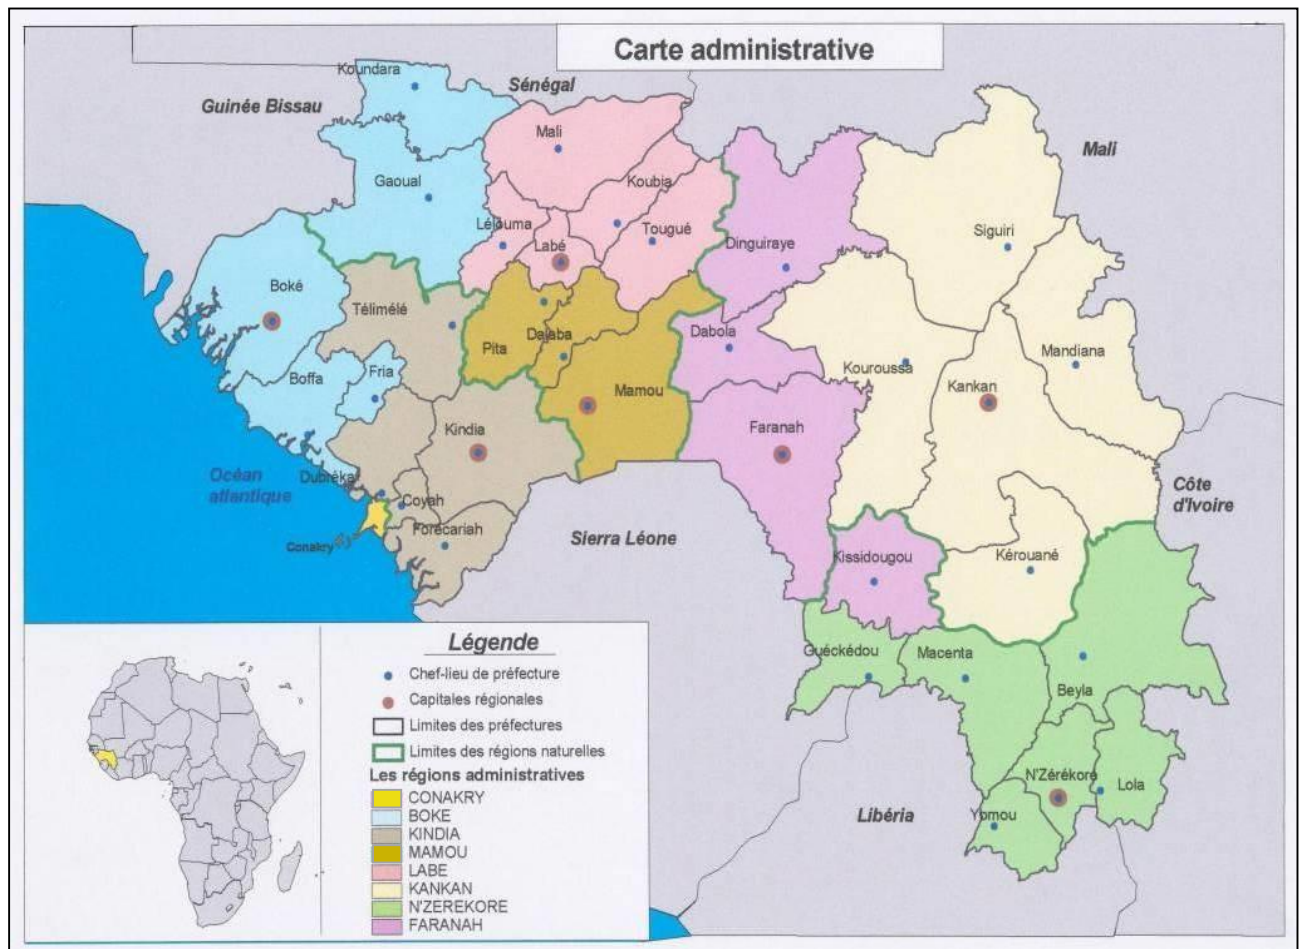 Carte administrative
Koundara
Sénégal
Guinée Bissau
Mali
Mali
Gaoual
Koubia
Lélouma
Tougué
Labé
Siguiri
Dinguiraye
Boké
Télimélé
Dalaba
Dabola
Pita
Mandiana
Boffa
Fria
Kouroussa
Kankan
Mamou
Kindia
Faranah
Océan
atlantique
Dubréka
Coyah
Côte
d'Ivoire
Conakry
Forécariah
Sierra Léone
Kissidougou
Kérouané
Guéckédou
Macenta
Beyla
N'Zérékoré
Lola
Yomou
Libéria
Légende
Chef-lieu de préfecture
Capitales régionales
Limites des préfectures
Limites des régions naturelles
Les régions administratives
CONAKRY
BOKE
KINDIA
MAMOU
LABE
KANKAN
N'ZEREKORE
FARANAH